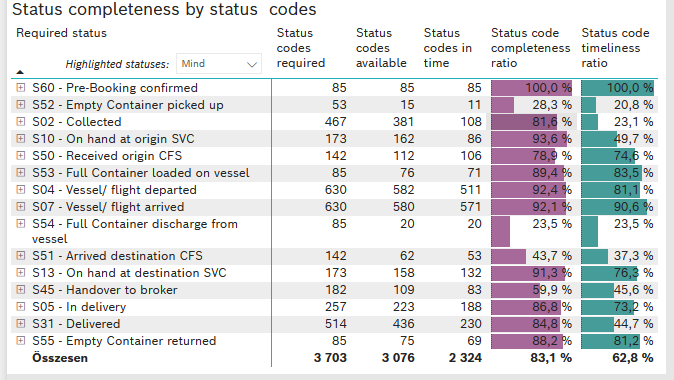 Status completeness by status codes
Required status
Highlighted statuses: Mind
Status codes required
Status codes available
Status codes in time
Status code completeness ratio
Status code timeliness ratio
S60 - Pre-Booking confirmed 85 85 85 100,0 % 100,0 %
S52 - Empty Container picked up 53 15 11 28,3 % 20,8 %
S02 - Collected 467 381 108 81,6 % 23,1 %
S10 - On hand at origin SVC 173 162 86 93,6 % 49,7 %
S50 - Received origin CFS 142 112 106 78,9 % 74,6 %
S53 - Full Container loaded on vessel 85 76 71 89,4 % 83,5 %
S04 - Vessel/ flight departed 630 582 511 92,4 % 81,1 %
S07 - Vessel/ flight arrived 630 580 571 92,1 % 90,6 %
S54 - Full Container discharge from vessel 85 20 20 23,5 % 23,5 %
S51 - Arrived destination CFS 142 62 53 43,7 % 37,3 %
S13 - On hand at destination SVC 173 158 132 91,3 % 76,3 %
S45 - Handover to broker 182 109 83 59,9 % 45,6 %
S05 - In delivery 257 223 188 86,8 % 73,2 %
S31 - Delivered 514 436 230 84,8 % 44,7 %
S55 - Empty Container returned 85 75 69 88,2 % 81,2 %
Összesen 3 703 3 076 2 324 83,1 % 62,8 %